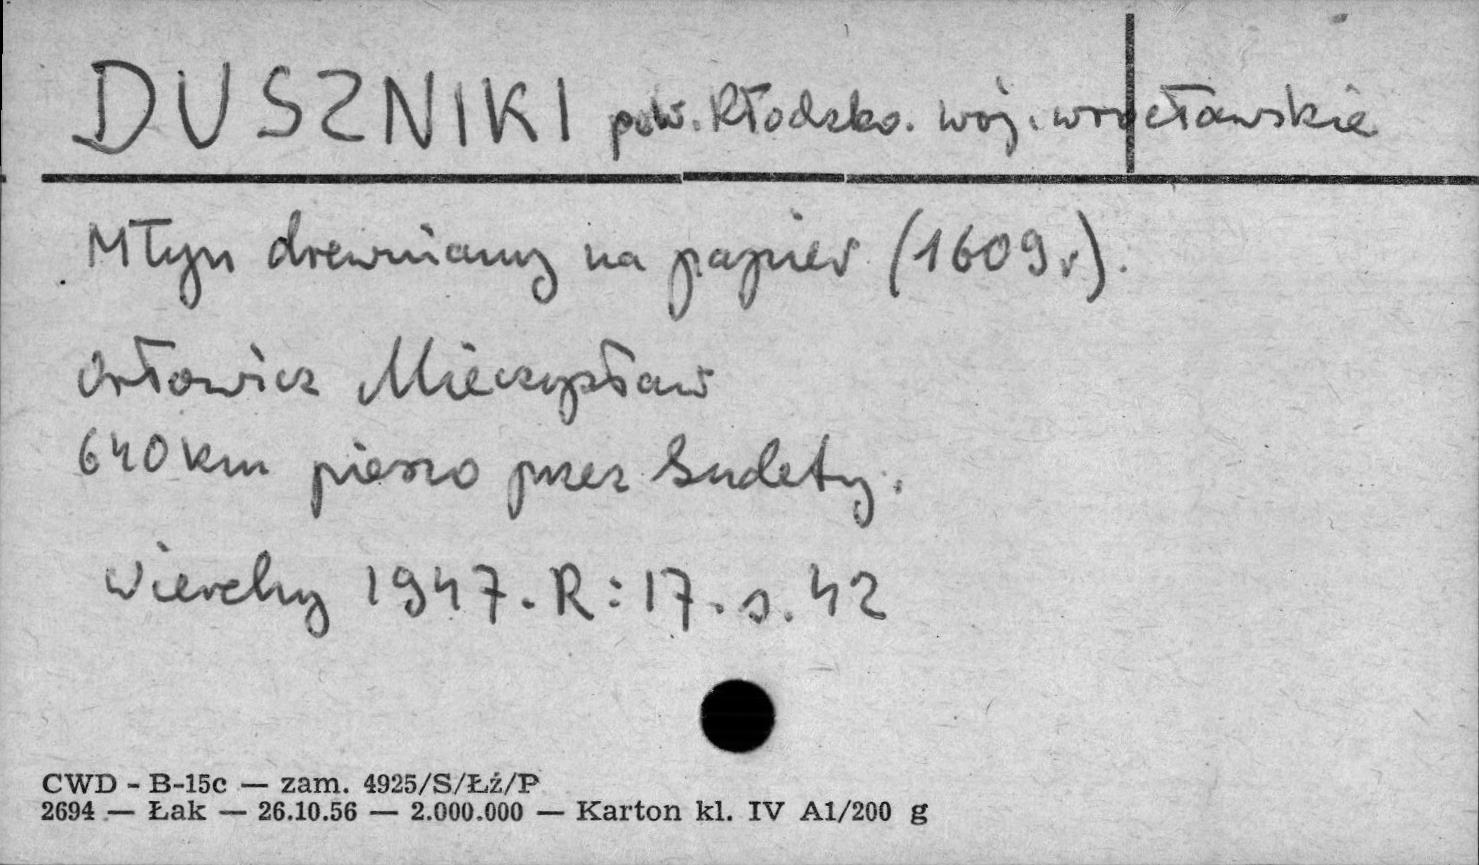 DUSZNIKI pow. Kłodzko. woj. wrocławskie
Młyn drewniany na papier (1609 r).
Orłowicz Mieczysław
640 km pieszo przez Sudety.
Wierchy 1947. R: 17. s. 42
CWD - B-15c — zam. 4925/S/Łź/P
2694 — Łak — 26.10.56 — 2.000.000 — Karton kl. IV A1/200 g